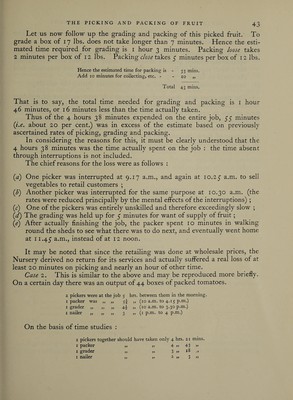 THE PICKING AND PACKING OF FRUIT 43
Let us now follow up the grading and packing of this picked fruit. To
grade a box of 17 lbs. does not take longer than 7 minutes. Hence the esti-
mated time required for grading is 1 hour 3 minutes. Packing loose takes
2 minutes per box of 12 lbs. Packing close takes 5 minutes per box of 12 lbs.
Hence the estimated time for packing is - 35 mins.
Add 10 minutes for collecting, etc. - - 10 „
Total 45 mins.
That is to say, the total time needed for grading and packing is 1 hour
46 minutes, or 16 minutes less than the time actually taken.
Thus of the 4 hours 38 minutes expended on the entire job, 55 minutes
(i.e. about 20 per cent.) was in excess of the estimate based on previously
ascertained rates of picking, grading and packing.
In considering the reasons for this, it must be clearly understood that the
4 hours 38 minutes was the time actually spent on the job : the time absent
through interruptions is not included.
The chief reasons for the loss were as follows :
(a) One picker was interrupted at 9.17 a.m., and again at 10.25 a.m. to sell
vegetables to retail customers ;
(b) Another picker was interrupted for the same purpose at 10.30 a.m. (the
rates were reduced principally by the mental effects of the interruptions) ;
(c) One of the pickers was entirely unskilled and therefore exceedingly slow ;
(d) The grading was held up for 5 minutes for want of supply of fruit ;
(e) After actually finishing the job, the packer spent 10 minutes in walking
round the sheds to see what there was to do next, and eventually went home
at 11.45 a.m., instead of at 12 noon.
It may be noted that since the retailing was done at wholesale prices, the
Nursery derived no return for its services and actually suffered a real loss of at
least 20 minutes on picking and nearly an hour of other time.
Case 2. This is similar to the above and may be reproduced more briefly.
On a certain day there was an output of 44 boxes of packed tomatoes.
2 pickers were at the job 5 hrs. between them in the morning.
1 packer was „ „ 3¼ „ (11 a.m. to 4.15 p.m.)
1 grader „ „ „ 4½ „ (11 a.m. to 3.30 p.m.)
1 nailer „ „ „ 3 „ (1 p.m. to 4 p.m.)
On the basis of time studies :
2 pickers together should have taken only 4 hrs. 21 mins.
1 packer „ „ 2 „ 43 „
1 grader „ „ 3 „ 18 „
1 nailer „ „ 2 „ 3 „